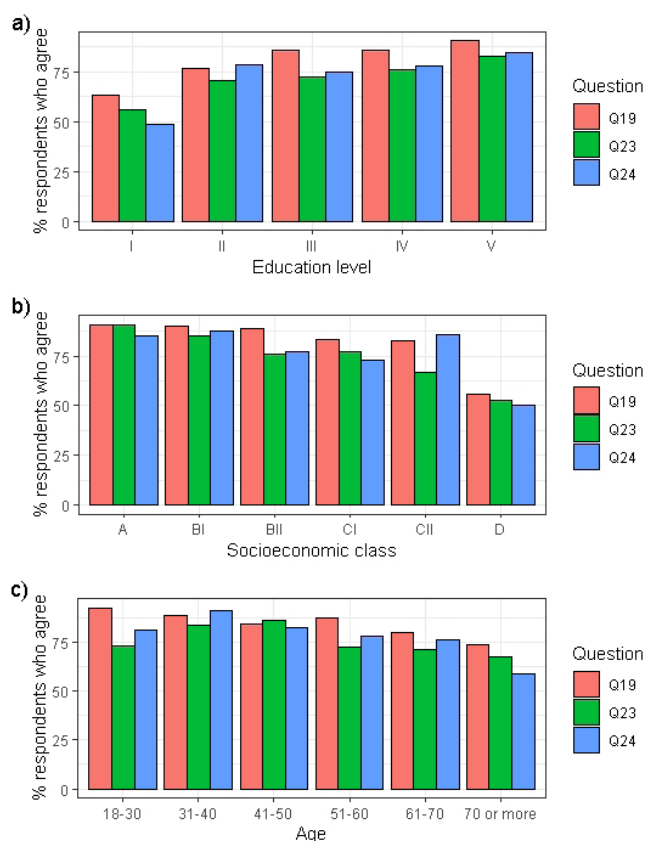 a)
% respondents who agree
75
50
25
0
I II III IV V
Education level
Question
Q19
Q23
Q24
b)
% respondents who agree
75
50
25
0
A BI BII CI CII D
Socioeconomic class
Question
Q19
Q23
Q24
c)
% respondents who agree
75
50
25
0
18-30 31-40 41-50 51-60 61-70 70 or more
Age
Question
Q19
Q23
Q24